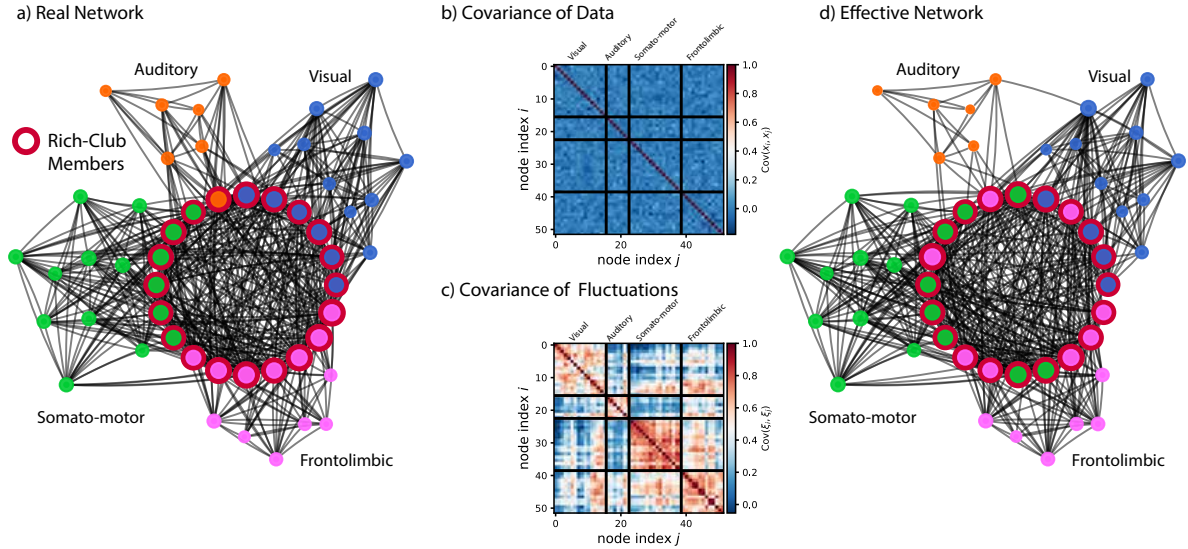 a) Real Network
Auditory
Visual
Rich-Club
Members
Somato-motor
Frontolimbic
b) Covariance of Data
Visual
Auditory
Somato-motor
Frontolimbic
0
10
20
30
40
50
node index i
0
20
40
node index j
1.0
0.8
0.6
0.4
0.2
0.0
Cov(xᵢ, xⱼ)
c) Covariance of Fluctuations
Visual
Auditory
Somato-motor
Frontolimbic
0
10
20
30
40
50
node index i
0
20
40
node index j
1.0
0.8
0.6
0.4
0.2
0.0
Cov(ξᵢ, ξⱼ)
d) Effective Network
Auditory
Visual
Somato-motor
Frontolimbic